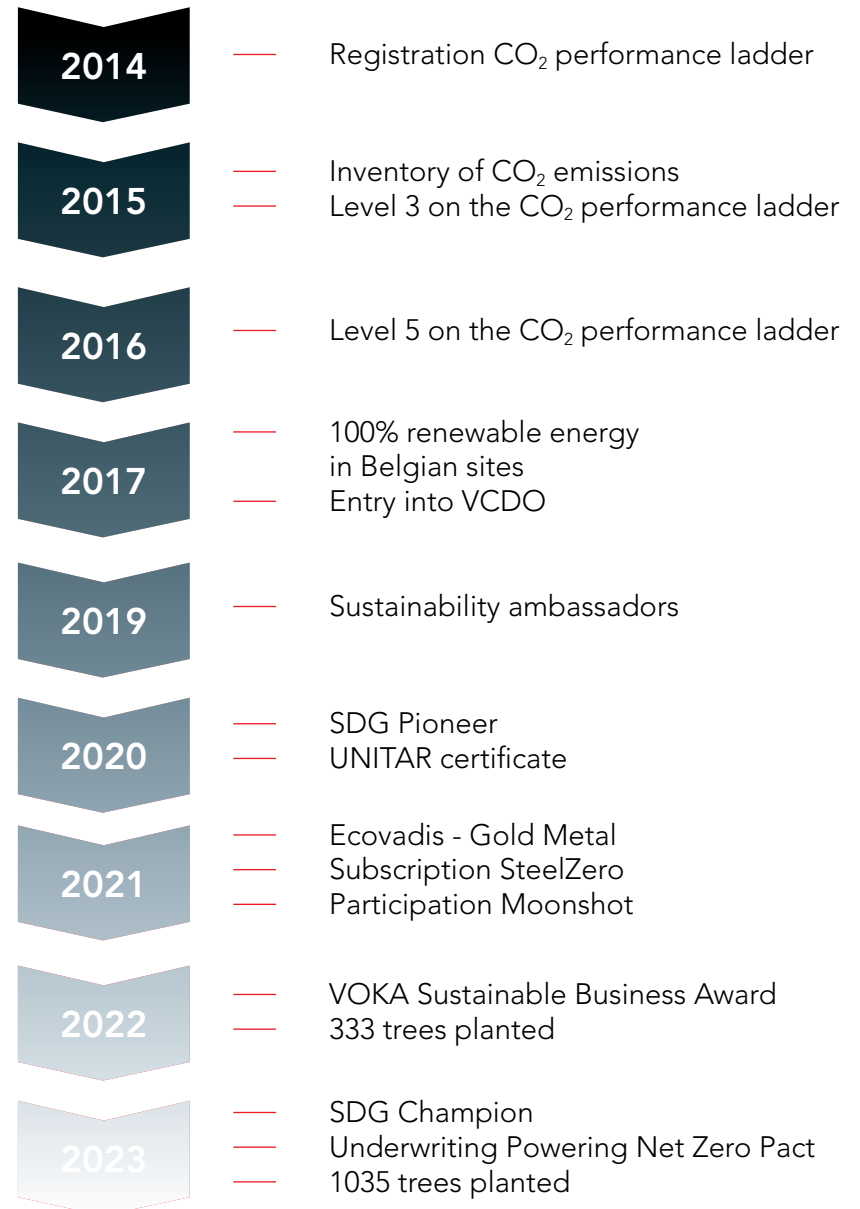 2014
Registration CO₂ performance ladder
2015
Inventory of CO₂ emissions
Level 3 on the CO₂ performance ladder
2016
Level 5 on the CO₂ performance ladder
2017
100% renewable energy
in Belgian sites
Entry into VCDO
2019
Sustainability ambassadors
2020
SDG Pioneer
UNITAR certificate
2021
Ecovadis - Gold Metal
Subscription SteelZero
Participation Moonshot
2022
VOKA Sustainable Business Award
333 trees planted
2023
SDG Champion
Underwriting Powering Net Zero Pact
1035 trees planted